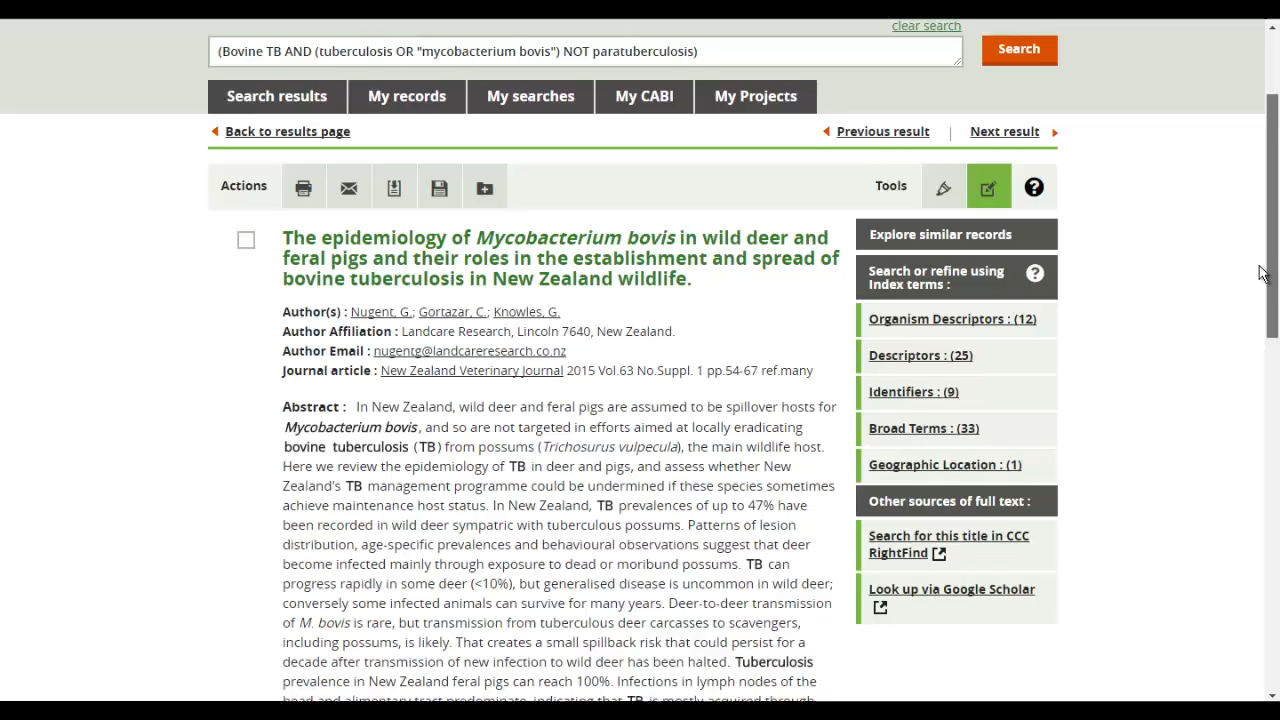 clear search
(Bovine TB AND (tuberculosis OR "mycobacterium bovis") NOT paratuberculosis)
Search
Search results
My records
My searches
My CABI
My Projects
Back to results page
Previous result | Next result
Actions
Tools
The epidemiology of Mycobacterium bovis in wild deer and
feral pigs and their roles in the establishment and spread of
bovine tuberculosis in New Zealand wildlife.
Author(s) : Nugent, G.; Gortazar, C.; Knowles, G.
Author Affiliation : Landcare Research, Lincoln 7640, New Zealand.
Author Email : nugentg@landcareresearch.co.nz
Journal article : New Zealand Veterinary Journal 2015 Vol.63 No.Suppl. 1 pp.54-67 ref.many
Abstract : In New Zealand, wild deer and feral pigs are assumed to be spillover hosts for
Mycobacterium bovis, and so are not targeted in efforts aimed at locally eradicating
bovine tuberculosis (TB) from possums (Trichosurus vulpecula), the main wildlife host.
Here we review the epidemiology of TB in deer and pigs, and assess whether New
Zealand's TB management programme could be undermined if these species sometimes
achieve maintenance host status. In New Zealand, TB prevalences of up to 47% have
been recorded in wild deer sympatric with tuberculous possums. Patterns of lesion
distribution, age-specific prevalences and behavioural observations suggest that deer
become infected mainly through exposure to dead or moribund possums. TB can
progress rapidly in some deer (<10%), but generalised disease is uncommon in wild deer;
conversely some infected animals can survive for many years. Deer-to-deer transmission
of M. bovis is rare, but transmission from tuberculous deer carcasses to scavengers,
including possums, is likely. That creates a small spillback risk that could persist for a
decade after transmission of new infection to wild deer has been halted. Tuberculosis
prevalence in New Zealand feral pigs can reach 100%. Infections in lymph nodes of the
head and alimentary tract predominate, indicating that TB is mostly acquired through
Explore similar records
Search or refine using
Index terms :
?
Organism Descriptors : (12)
Descriptors : (25)
Identifiers : (9)
Broad Terms : (33)
Geographic Location : (1)
Other sources of full text :
Search for this title in CCC
RightFind
Look up via Google Scholar